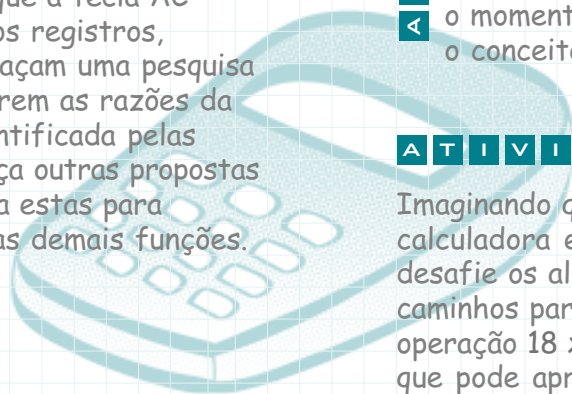 que a tecla AC
os registros,
açam uma pesquisa
rem as razões da
ntificada pelas
ça outras propostas
a estas para
as demais funções.
A o moment
o conceit
ATIVI
Imaginando q
calculadora e
desafie os al
caminhos par
operação 18 x
que pode apr